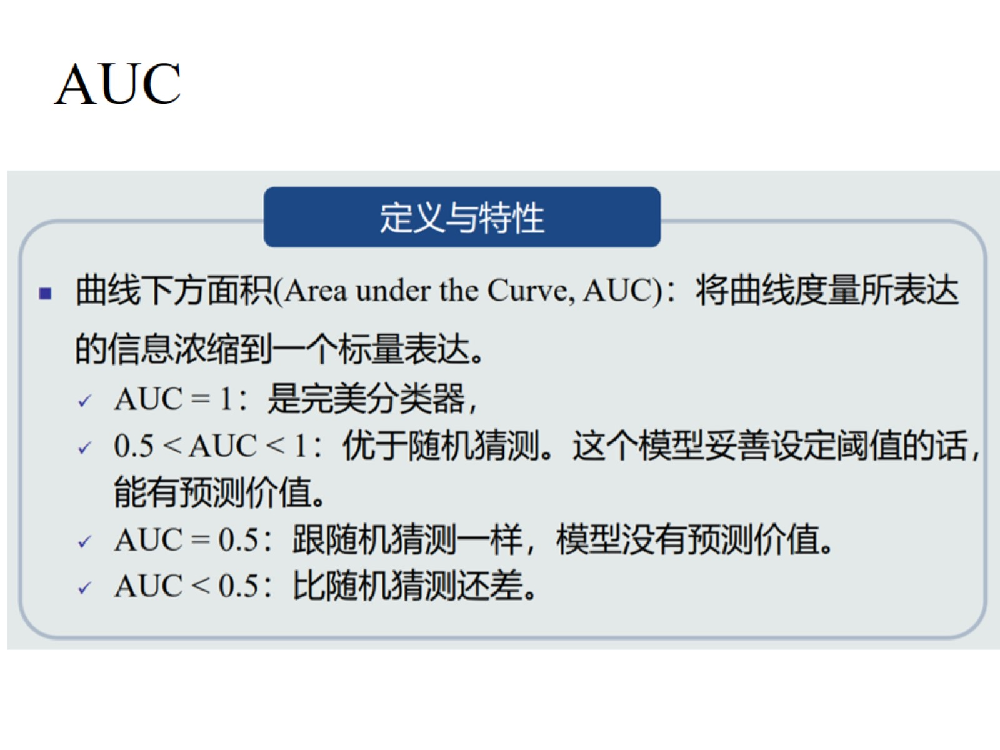 AUC
定义与特性
曲线下方面积(Area under the Curve, AUC)：将曲线度量所表达
的信息浓缩到一个标量表达。
AUC = 1：是完美分类器，
0.5 < AUC < 1：优于随机猜测。这个模型妥善设定阈值的话，
能有预测价值。
AUC = 0.5：跟随机猜测一样，模型没有预测价值。
AUC < 0.5：比随机猜测还差。